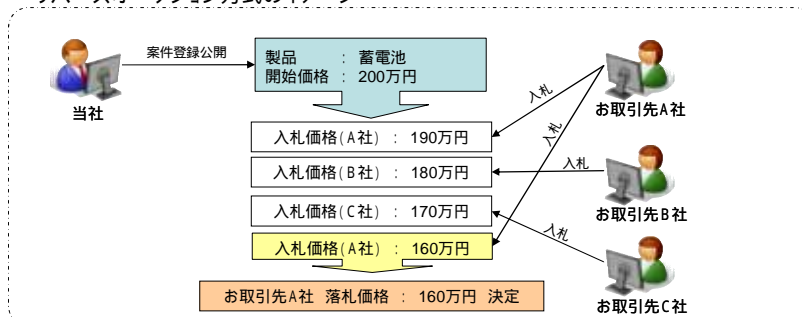 案件登録公開
製品　　： 蓄電池
開始価格 ： 200万円
当社
入札
入札
お取引先A社
入札価格(A社) ： 190万円
入札価格(B社) ： 180万円
入札
お取引先B社
入札価格(C社) ： 170万円
入札
入札価格(A社) ： 160万円
お取引先A社 落札価格 ： 160万円 決定
お取引先C社